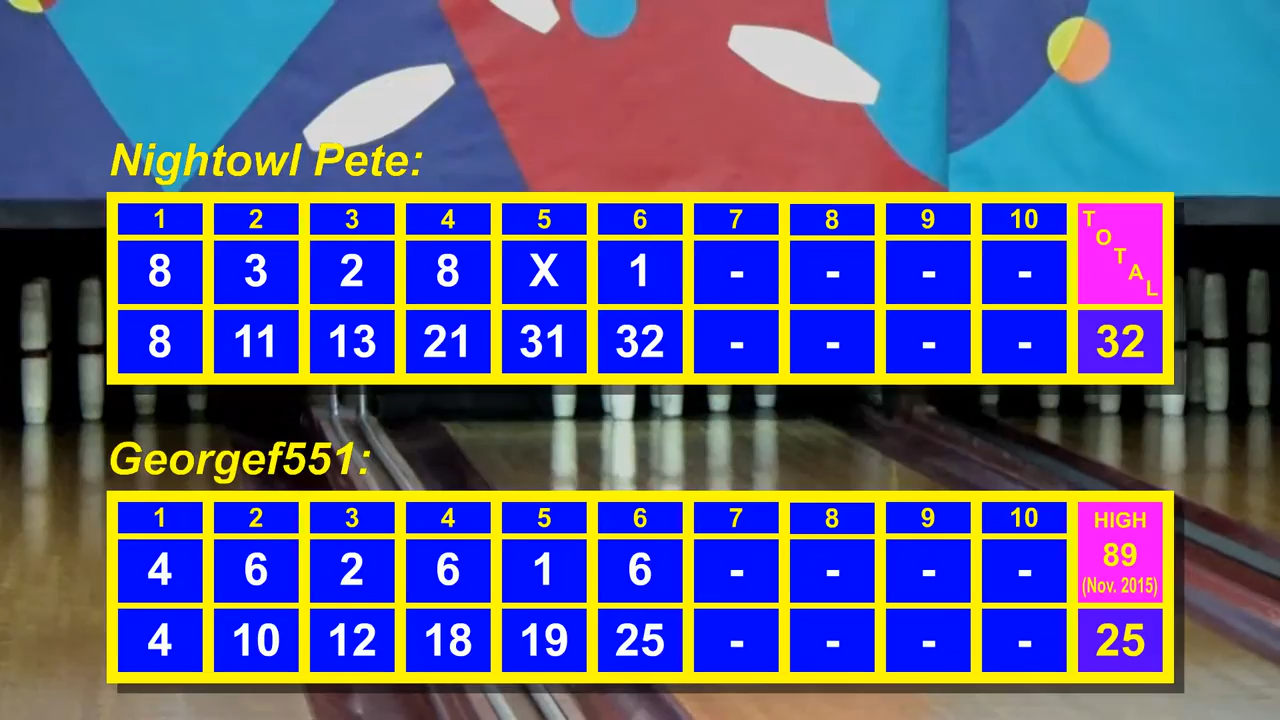 Nightowl Pete:
1 2 3 4 5 6 7 8 9 10 TOTAL
8 3 2 8 X 1 - - - -
8 11 13 21 31 32 - - - - 32
Georgef551:
1 2 3 4 5 6 7 8 9 10 HIGH
4 6 2 6 1 6 - - - - 89
(Nov. 2015)
4 10 12 18 19 25 - - - - 25